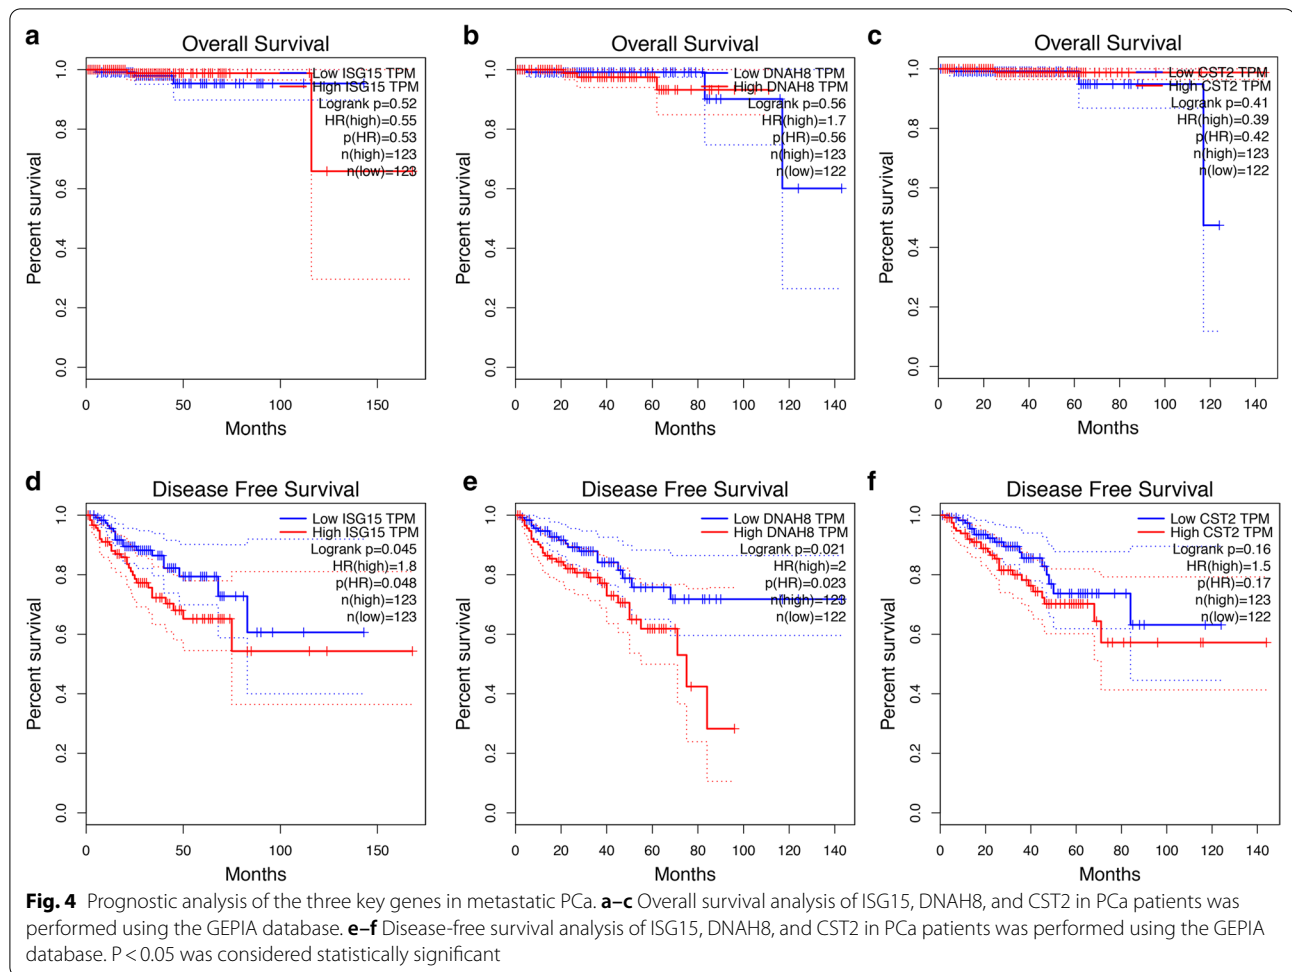 a
Overall Survival
Low ISG15 TPM
High ISG15 TPM
Logrank p=0.52
HR(high)=0.55
p(HR)=0.53
n(high)=123
n(low)=123
Percent survival
0.0
0.2
0.4
0.6
0.8
1.0
0 50 100 150
Months
b
Overall Survival
Low DNAH8 TPM
High DNAH8 TPM
Logrank p=0.56
HR(high)=1.7
p(HR)=0.56
n(high)=123
n(low)=122
Percent survival
0.0
0.2
0.4
0.6
0.8
1.0
0 20 40 60 80 100 120 140
Months
c
Overall Survival
Low CST2 TPM
High CST2 TPM
Logrank p=0.41
HR(high)=0.39
p(HR)=0.42
n(high)=123
n(low)=122
Percent survival
0.0
0.2
0.4
0.6
0.8
1.0
0 20 40 60 80 100 120 140
Months
d
Disease Free Survival
Low ISG15 TPM
High ISG15 TPM
Logrank p=0.045
HR(high)=1.8
p(HR)=0.048
n(high)=123
n(low)=123
Percent survival
0.0
0.2
0.4
0.6
0.8
1.0
0 50 100 150
Months
e
Disease Free Survival
Low DNAH8 TPM
High DNAH8 TPM
Logrank p=0.021
HR(high)=2
p(HR)=0.023
n(high)=123
n(low)=122
Percent survival
0.0
0.2
0.4
0.6
0.8
1.0
0 20 40 60 80 100 120 140
Months
f
Disease Free Survival
Low CST2 TPM
High CST2 TPM
Logrank p=0.16
HR(high)=1.5
p(HR)=0.17
n(high)=123
n(low)=122
Percent survival
0.0
0.2
0.4
0.6
0.8
1.0
0 20 40 60 80 100 120 140
Months
Fig. 4 Prognostic analysis of the three key genes in metastatic PCa. a–c Overall survival analysis of ISG15, DNAH8, and CST2 in PCa patients was
performed using the GEPIA database. e–f Disease-free survival analysis of ISG15, DNAH8, and CST2 in PCa patients was performed using the GEPIA
database. P < 0.05 was considered statistically significant